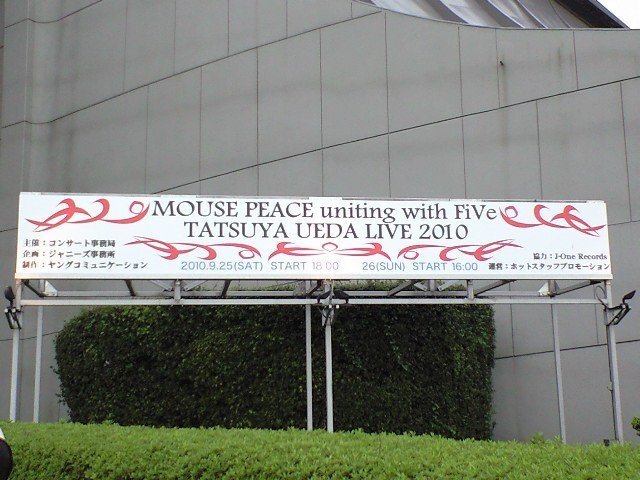 MOUSE PEACE uniting with FiVe
TATSUYA UEDA LIVE 2010
主催：コンサート事務局
企画：ジャニーズ事務所
制作：ヤングコミュニケーション
2010.9.25(SAT) START 18:00 26(SUN) START 16:00
協力：J-One Records
運営：ホットスタッフプロモーション